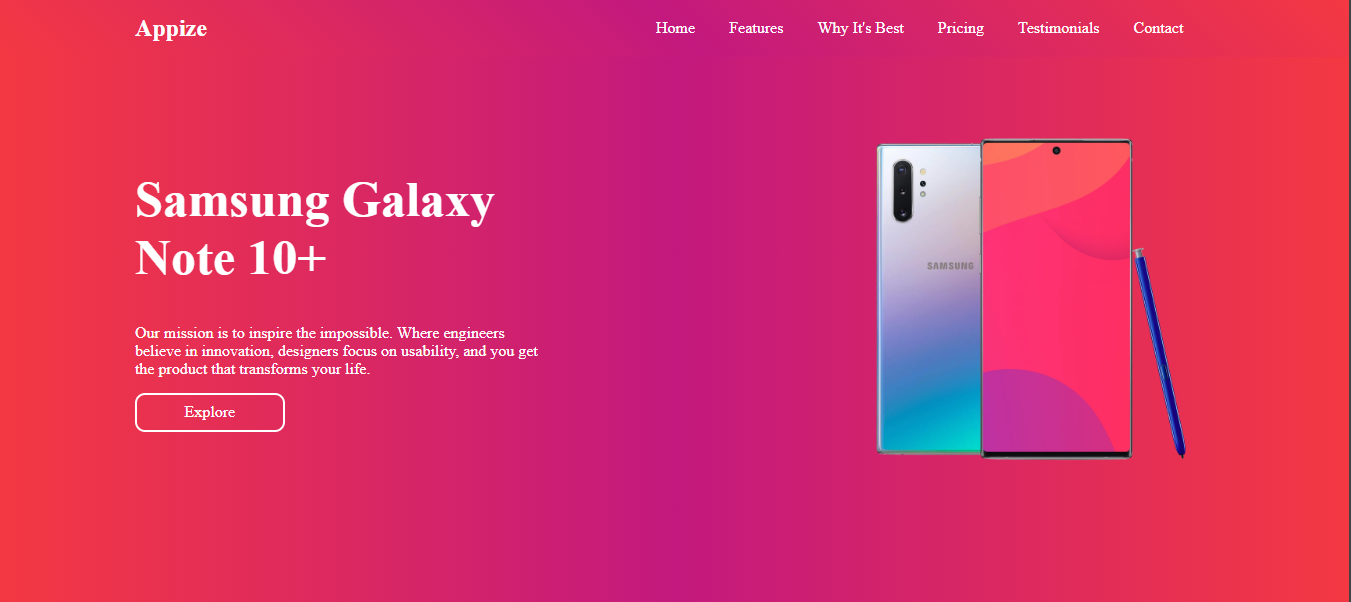 Appize
Home Features Why It's Best Pricing Testimonials Contact
Samsung Galaxy
Note 10+
Our mission is to inspire the impossible. Where engineers
believe in innovation, designers focus on usability, and you get
the product that transforms your life.
Explore
SAMSUNG